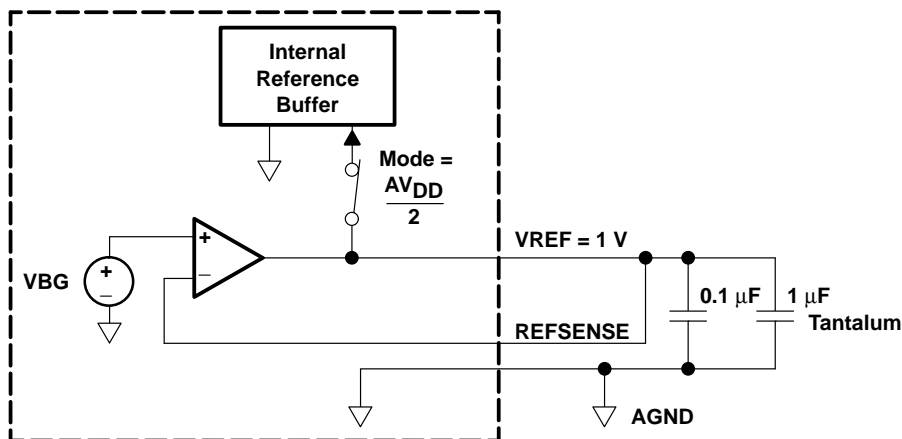 Internal
Reference
Buffer
Mode =
AVDD
2
+
−
VBG
+
−
VREF = 1 V
0.1 μF
1 μF
Tantalum
REFSENSE
AGND